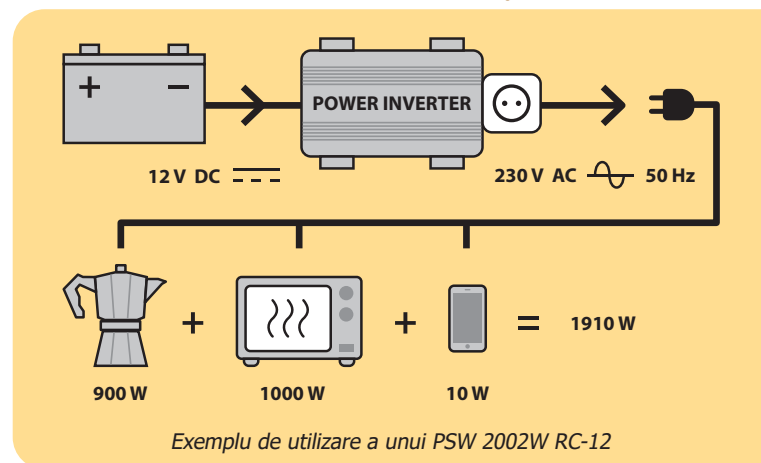 + −
POWER INVERTER
12 V DC
230 V AC 50 Hz
+ + = 1910 W
900 W 1000 W 10 W
Exemplu de utilizare a unui PSW 2002W RC-12